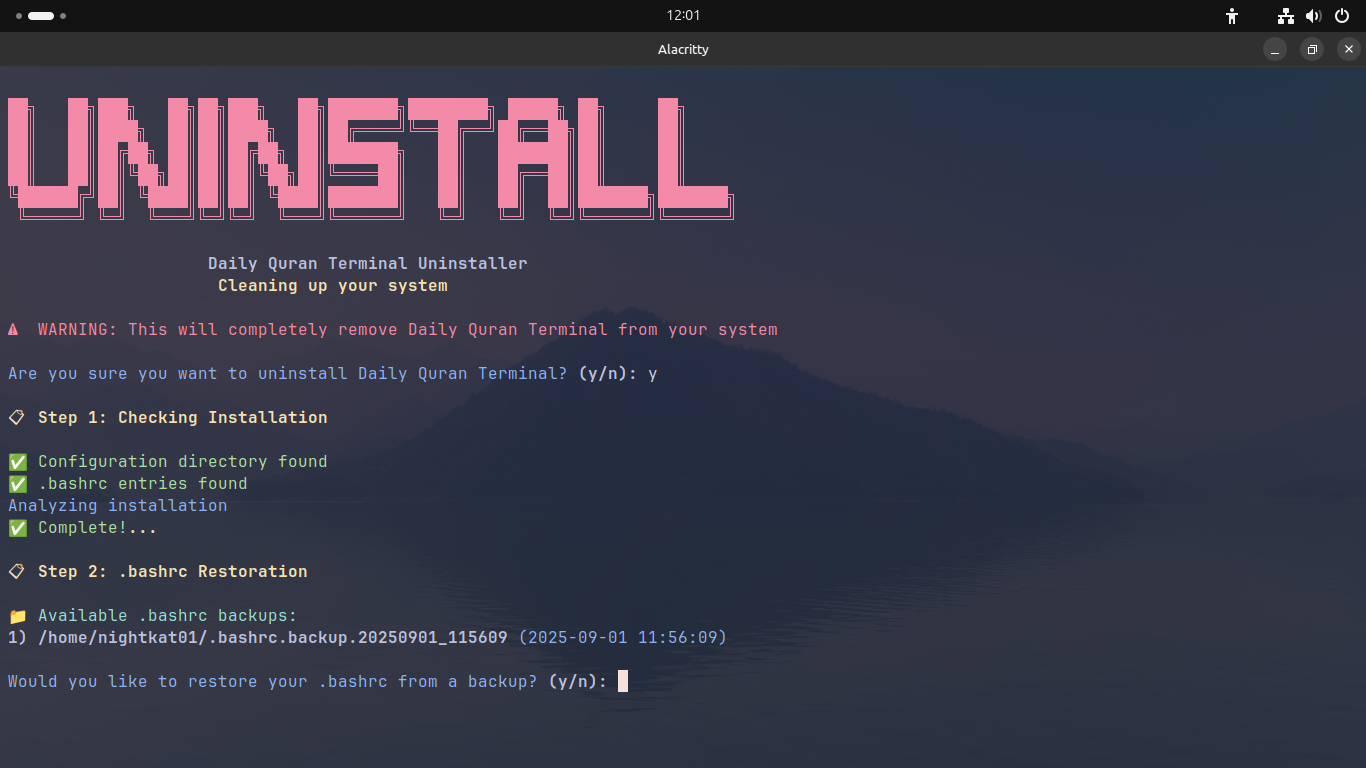 12:01
Alacritty
UNINSTALL
Daily Quran Terminal Uninstaller
Cleaning up your system
⚠ WARNING: This will completely remove Daily Quran Terminal from your system
Are you sure you want to uninstall Daily Quran Terminal? (y/n): y
📋 Step 1: Checking Installation
✅ Configuration directory found
✅ .bashrc entries found
Analyzing installation
✅ Complete!...
📋 Step 2: .bashrc Restoration
📁 Available .bashrc backups:
1) /home/nightkat01/.bashrc.backup.20250901_115609 (2025-09-01 11:56:09)
Would you like to restore your .bashrc from a backup? (y/n):